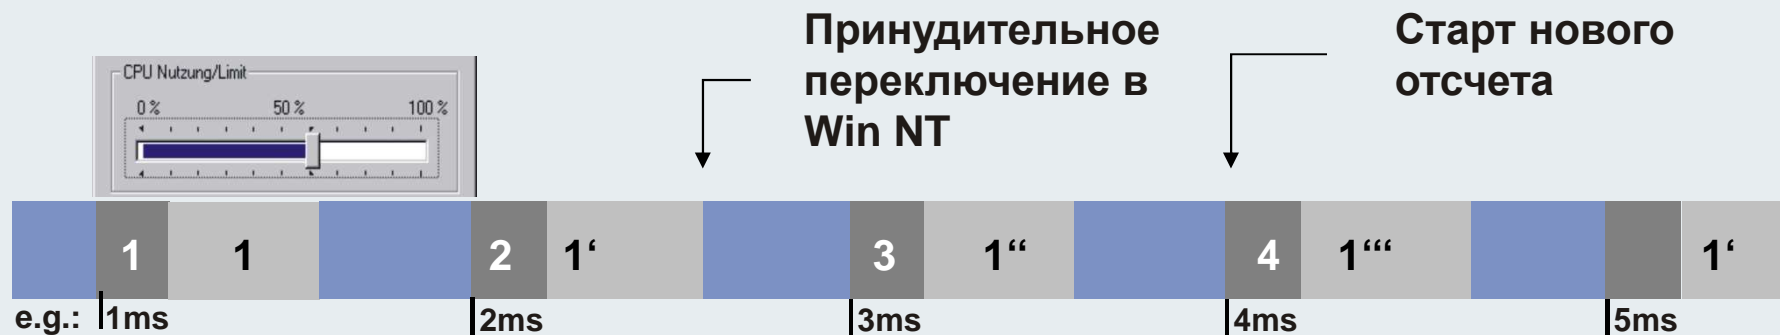 Принудительное
переключение в
Win NT
Старт нового
отсчета
CPU Nutzung/Limit
0 % 50 % 100 %
1 1 2 1‘ 3 1“ 4 1“‘ 1‘
e.g.: 1ms 2ms 3ms 4ms 5ms